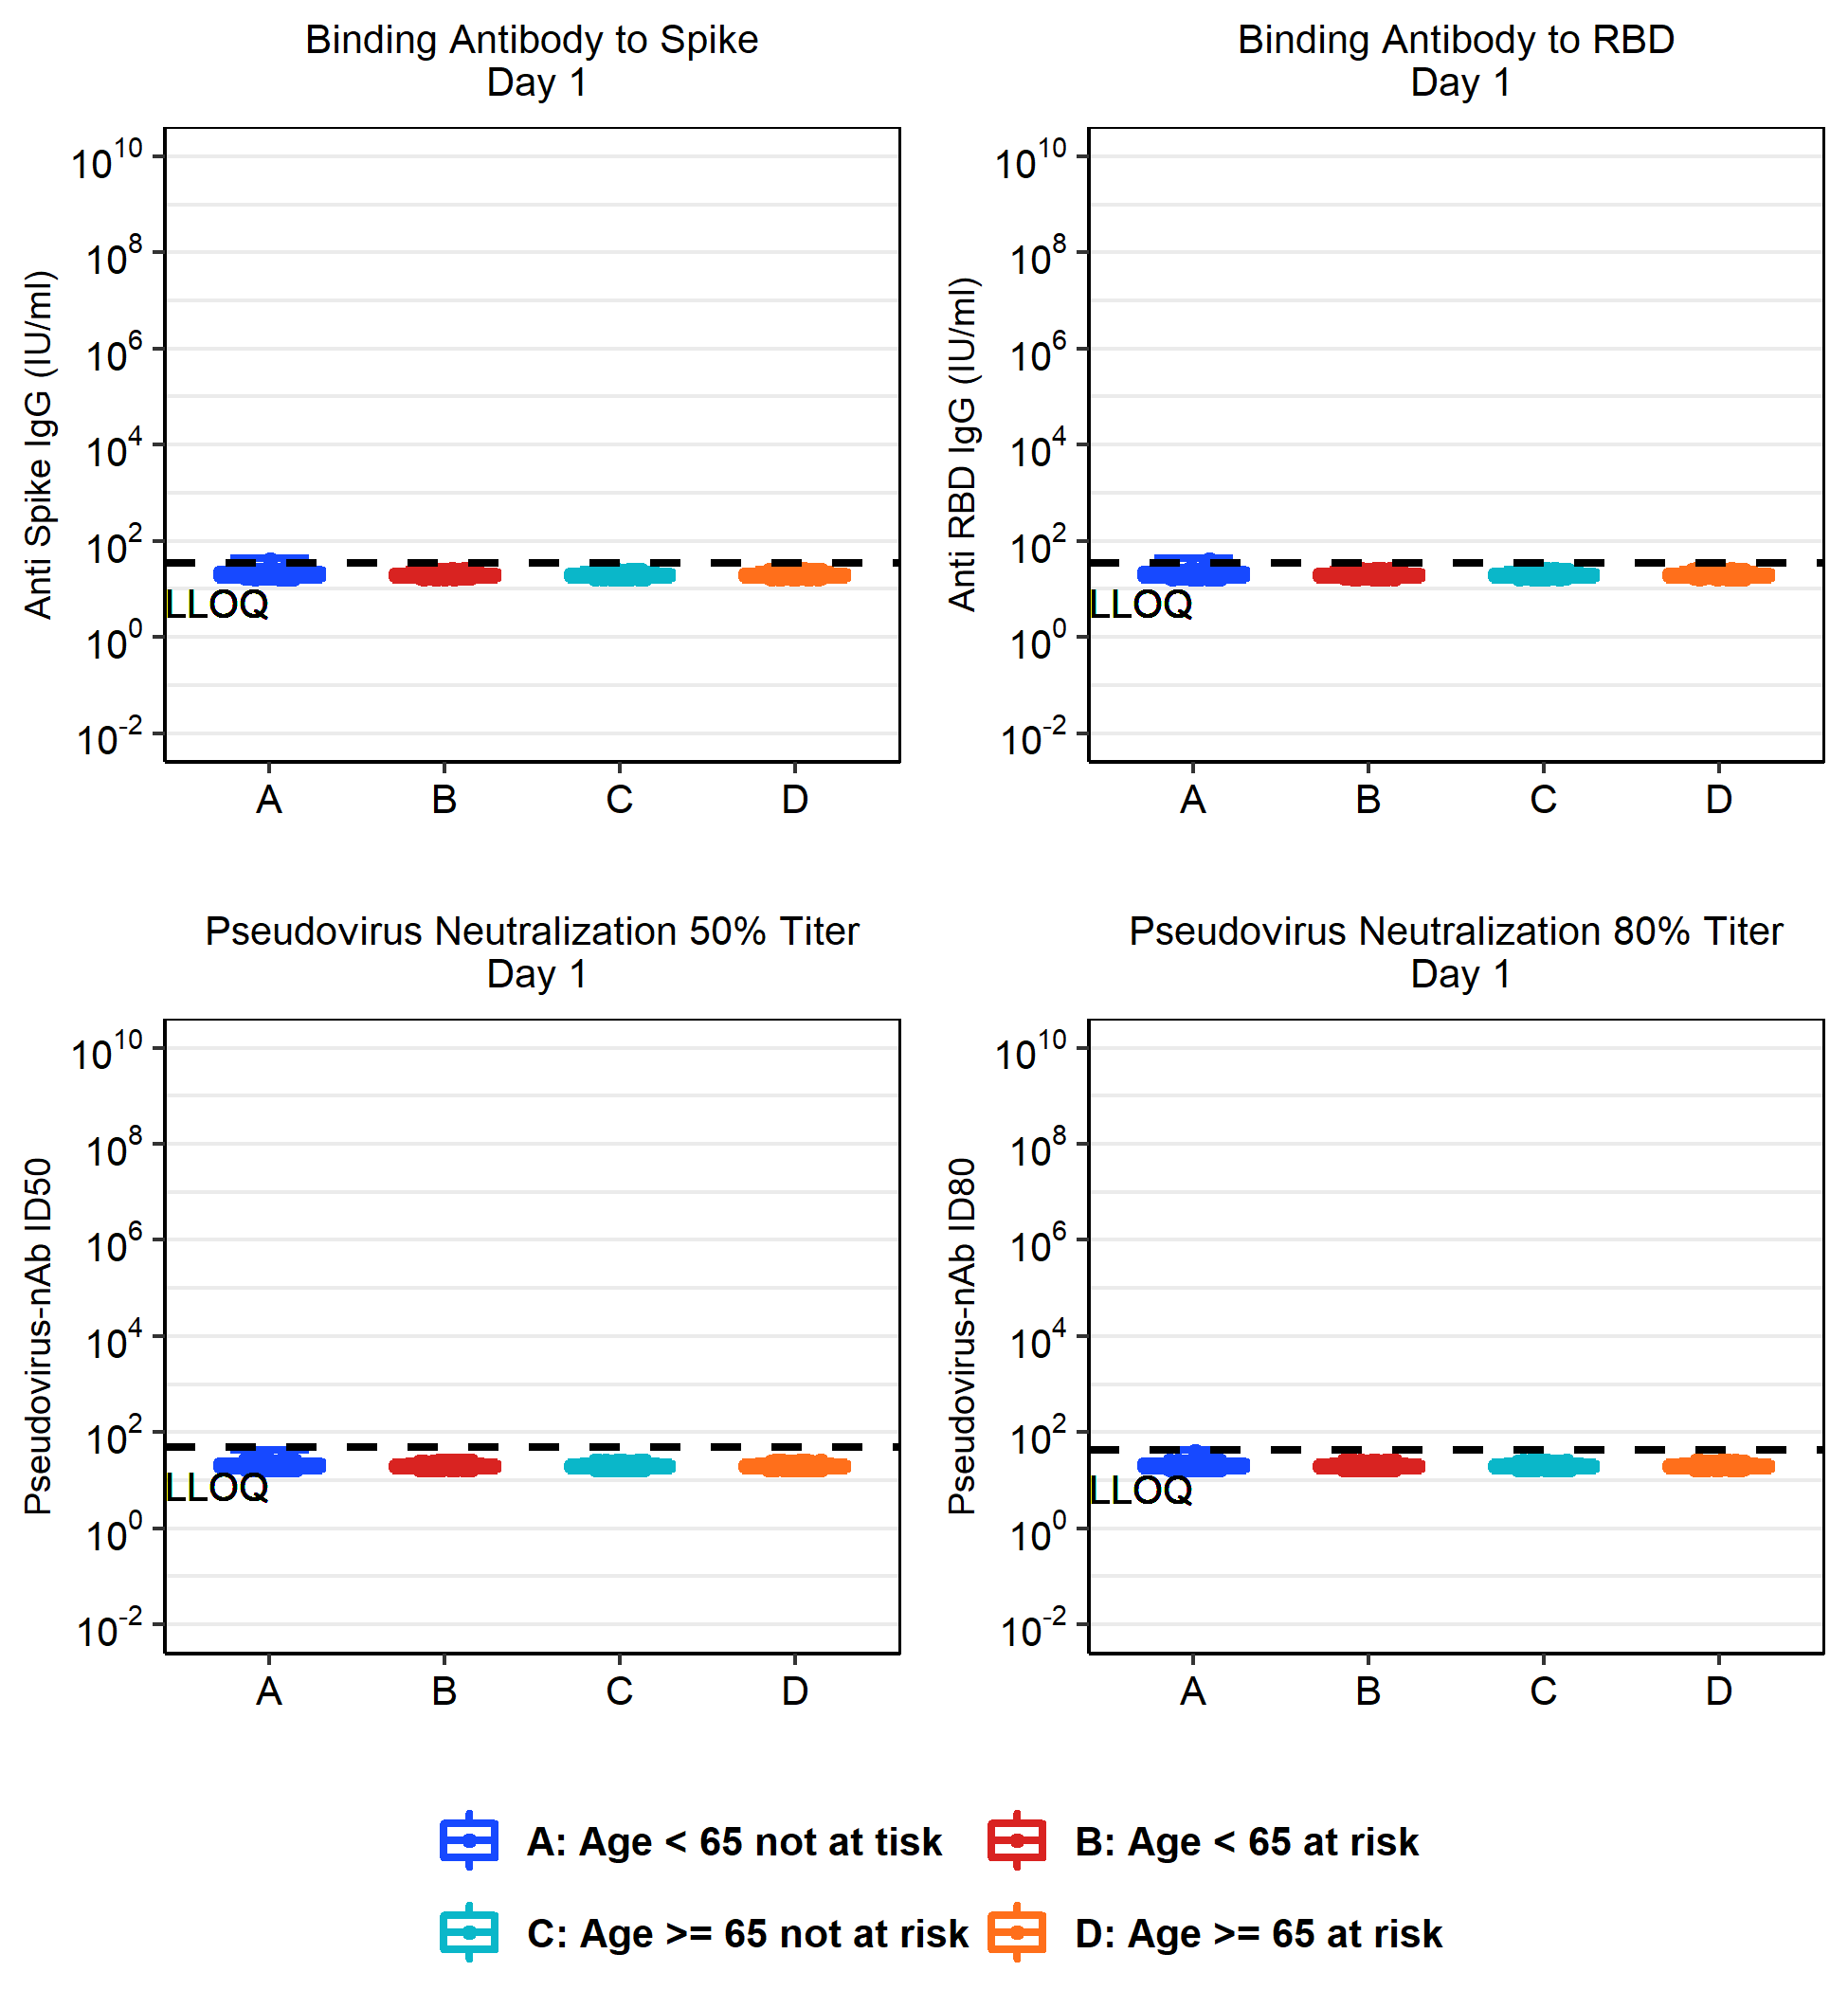 Binding Antibody to Spike
Day 1
Anti Spike IgG (IU/ml)
10^10
10^8
10^6
10^4
10^2
10^0
10^-2
LLOQ
A B C D
Binding Antibody to RBD
Day 1
Anti RBD IgG (IU/ml)
10^10
10^8
10^6
10^4
10^2
10^0
10^-2
LLOQ
A B C D
Pseudovirus Neutralization 50% Titer
Day 1
Pseudovirus-nAb ID50
10^10
10^8
10^6
10^4
10^2
10^0
10^-2
LLOQ
A B C D
Pseudovirus Neutralization 80% Titer
Day 1
Pseudovirus-nAb ID80
10^10
10^8
10^6
10^4
10^2
10^0
10^-2
LLOQ
A B C D
A: Age < 65 not at tisk
B: Age < 65 at risk
C: Age >= 65 not at risk
D: Age >= 65 at risk